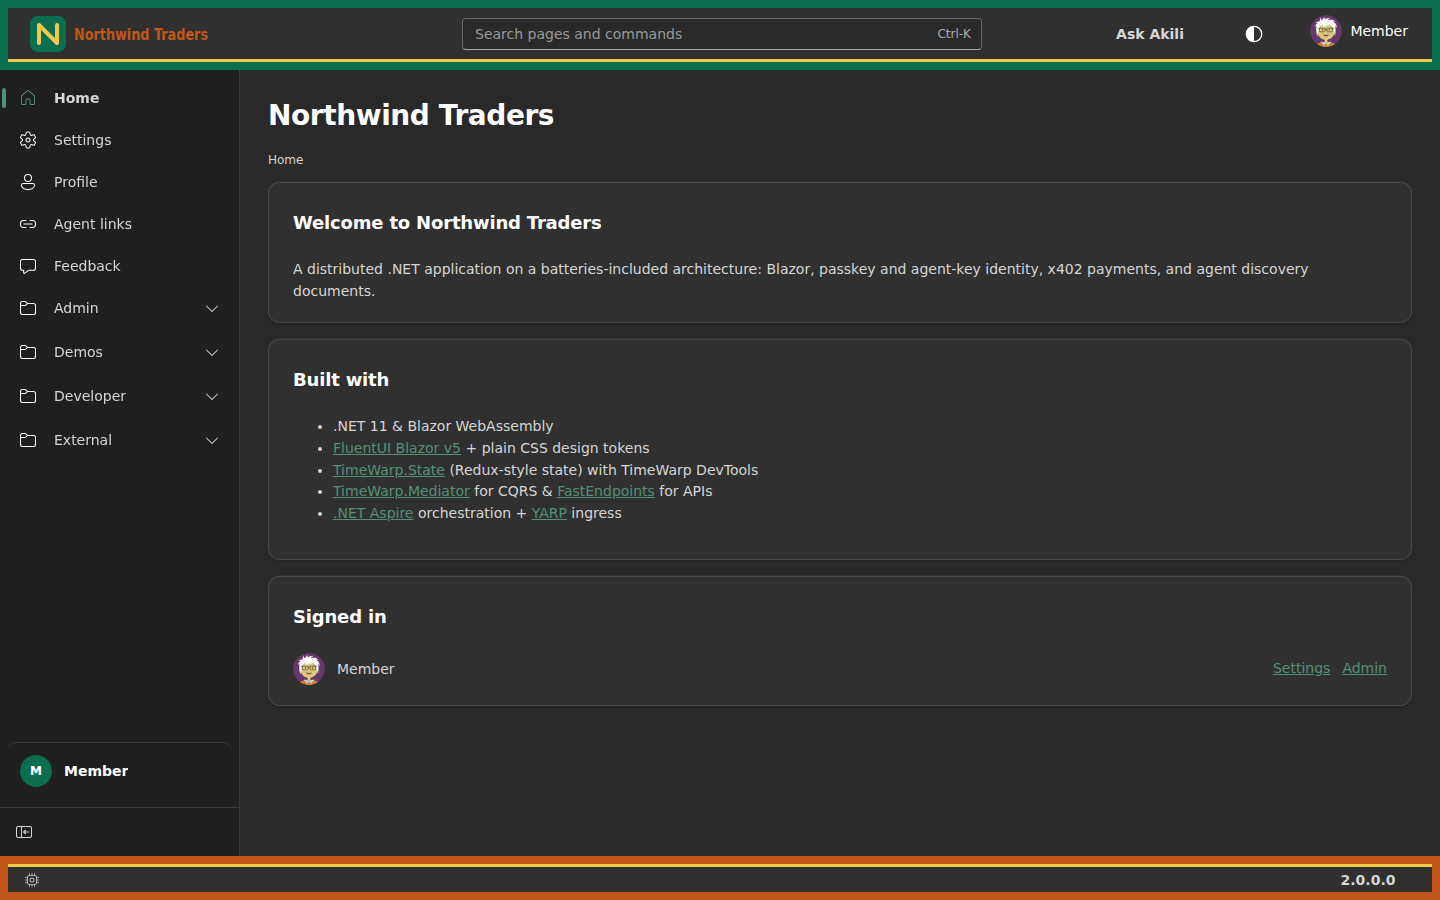 Northwind Traders
Search pages and commands
Ctrl-K
Ask Akili
Member
Home
Settings
Profile
Agent links
Feedback
Admin
Demos
Developer
External
M
Member
Northwind Traders
Home
Welcome to Northwind Traders
A distributed .NET application on a batteries-included architecture: Blazor, passkey and agent-key identity, x402 payments, and agent discovery
documents.
Built with
• .NET 11 & Blazor WebAssembly
• FluentUI Blazor v5 + plain CSS design tokens
• TimeWarp.State (Redux-style state) with TimeWarp DevTools
• TimeWarp.Mediator for CQRS & FastEndpoints for APIs
• .NET Aspire orchestration + YARP ingress
Signed in
Member
Settings
Admin
2.0.0.0